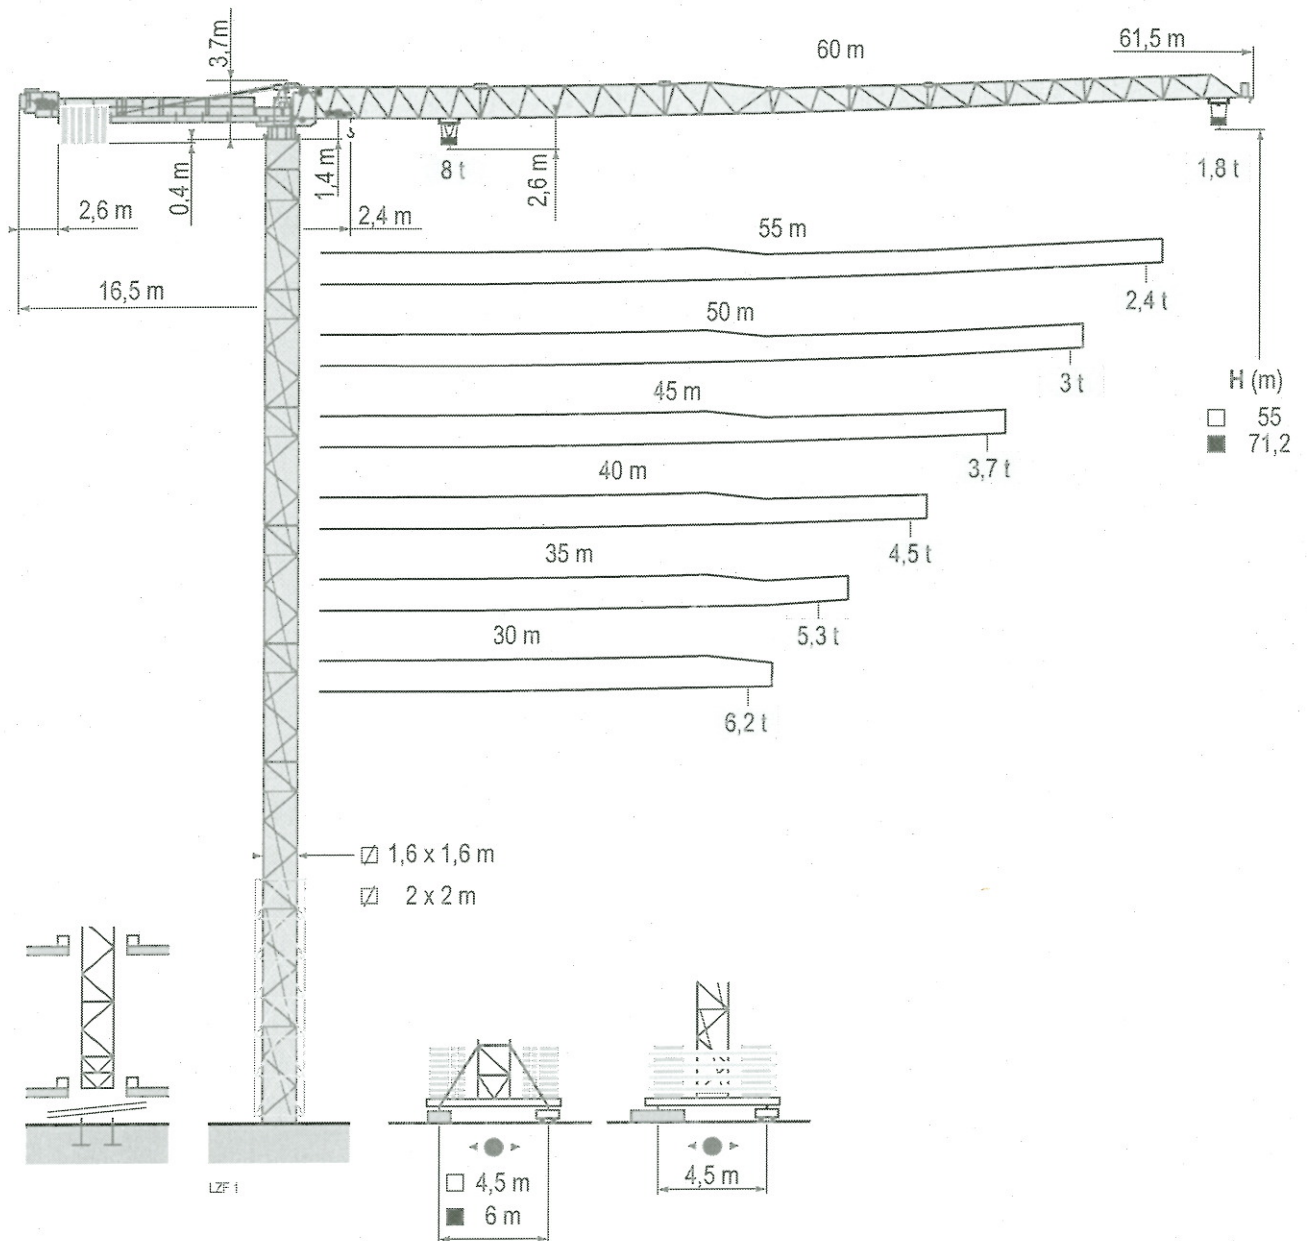 3,7m
60 m
61,5 m
0,4 m
1,4 m
8 t
2,6 m
1,8 t
2,6 m
2,4 m
55 m
16,5 m
2,4 t
50 m
3 t
H (m)
□ 55
■ 71,2
45 m
3,7 t
40 m
4,5 t
35 m
5,3 t
30 m
6,2 t
1,6 x 1,6 m
2 x 2 m
LZF 1
□ 4,5 m
■ 6 m
4,5 m